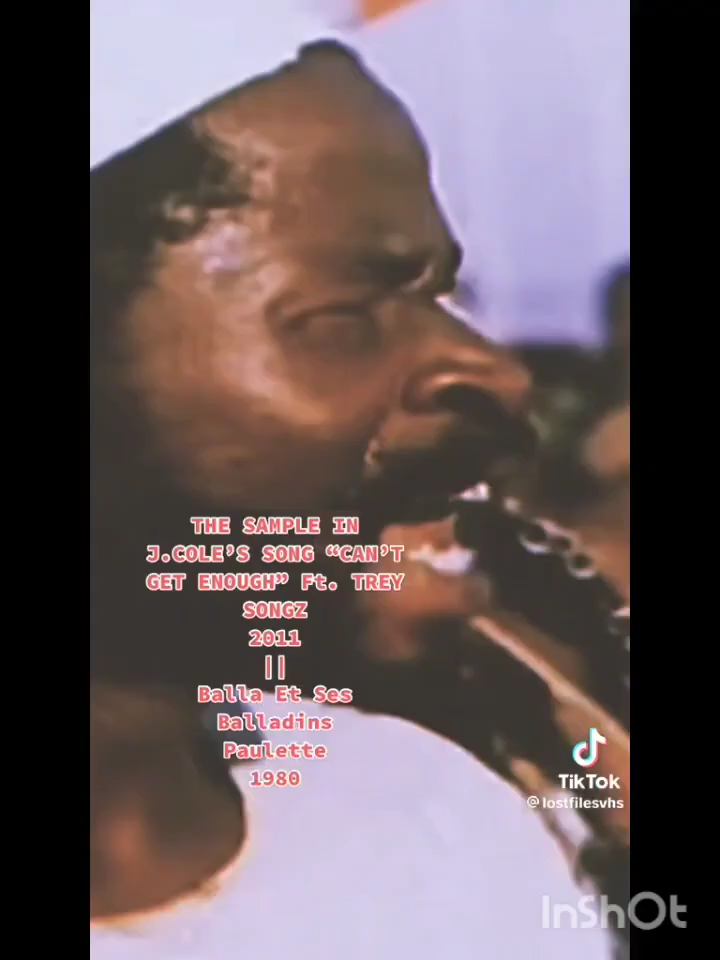 THE SAMPLE IN
J.COLE'S SONG “CAN'T
GET ENOUGH” Ft. TREY
SONGZ
2011
||
Balla Et Ses
Balladins
Paulette
1980
TikTok
@lostfilesvhs
InShOt